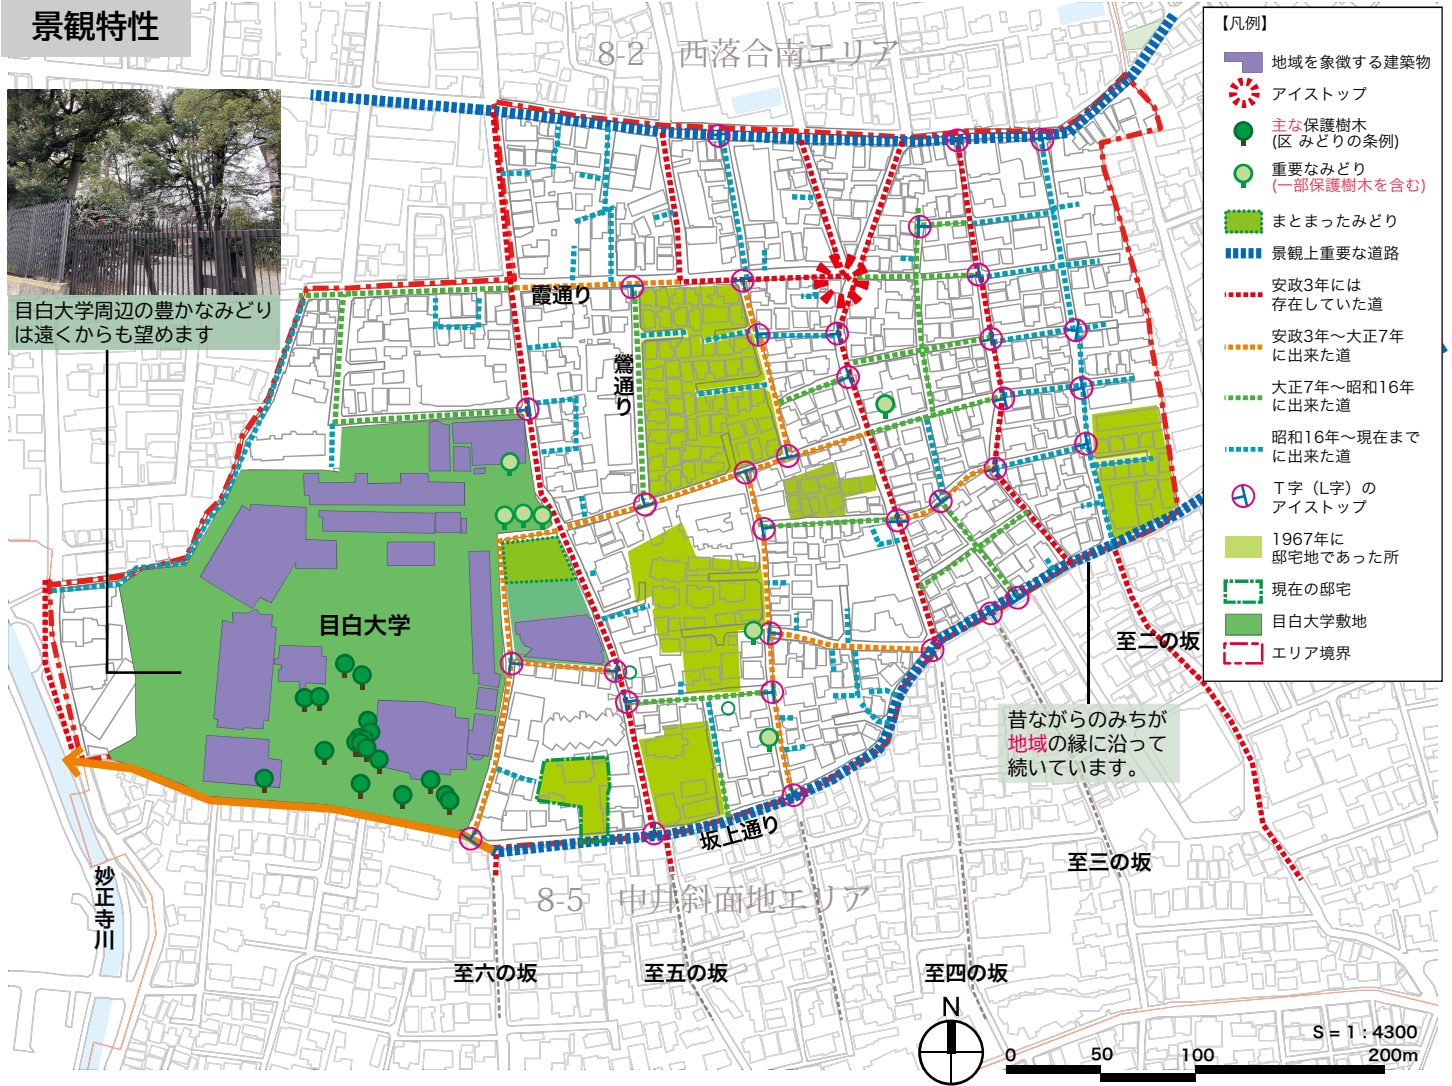 景観特性
8-2　西落合南エリア
目白大学周辺の豊かなみどり
は遠くからも望めます
霞通り
鶯通り
目白大学
坂上通り
妙正寺川
8-5　中井斜面地エリア
至二の坂
至三の坂
至四の坂
至五の坂
至六の坂
昔ながらのみちが
地域の縁に沿って
続いています。
【凡例】
地域を象徴する建築物
アイストップ
主な保護樹木
(区 みどりの条例)
重要なみどり
(一部保護樹木を含む)
まとまったみどり
景観上重要な道路
安政3年には
存在していた道
安政3年～大正7年
に出来た道
大正7年～昭和16年
に出来た道
昭和16年～現在まで
に出来た道
T字（L字）の
アイストップ
1967年に
邸宅地であった所
現在の邸宅
目白大学敷地
エリア境界
N
S = 1 : 4300
0 50 100 200m